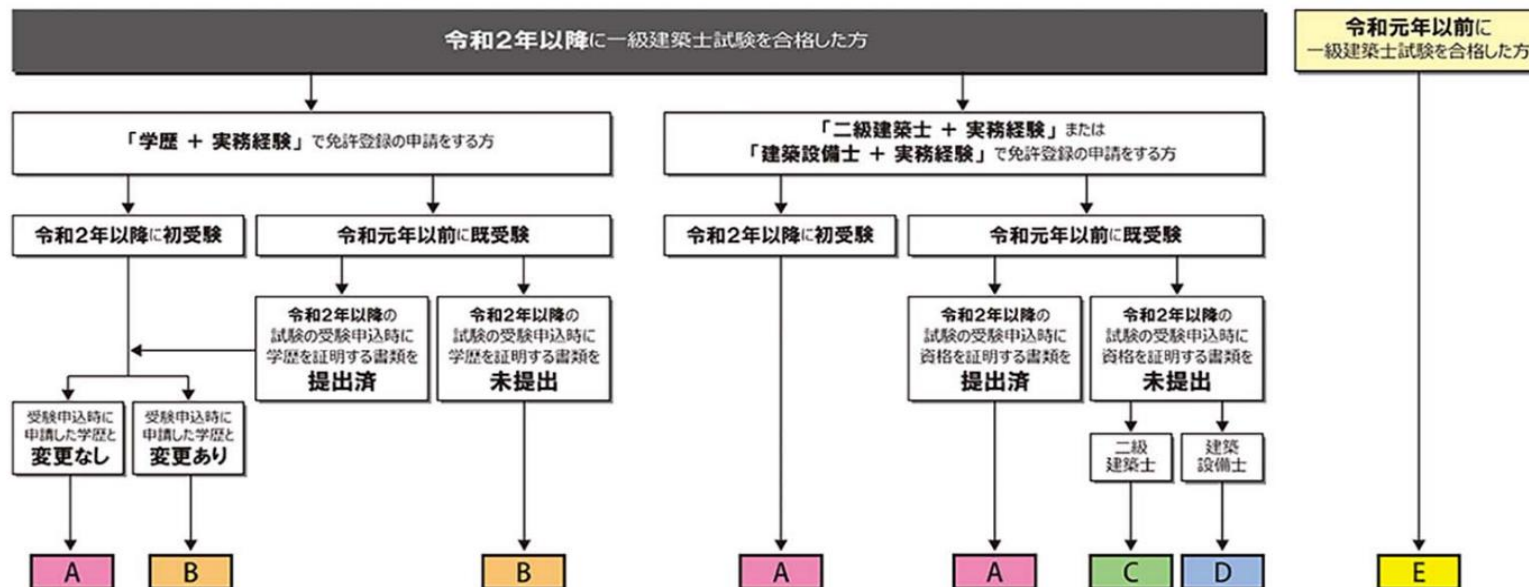 令和2年以降に一級建築士試験を合格した方
令和元年以前に
一級建築士試験を合格した方
「学歴 + 実務経験」で免許登録の申請をする方
「二級建築士 + 実務経験」または
「建築設備士 + 実務経験」で免許登録の申請をする方
令和2年以降に初受験
令和元年以前に既受験
令和2年以降に初受験
令和元年以前に既受験
令和2年以降の
試験の受験申込時に
学歴を証明する書類を
提出済
令和2年以降の
試験の受験申込時に
学歴を証明する書類を
未提出
令和2年以降の
試験の受験申込時に
資格を証明する書類を
提出済
令和2年以降の
試験の受験申込時に
資格を証明する書類を
未提出
受験申込時に
申請した学歴と
変更なし
受験申込時に
申請した学歴と
変更あり
二級
建築士
建築
設備士
A
B
B
A
A
C
D
E